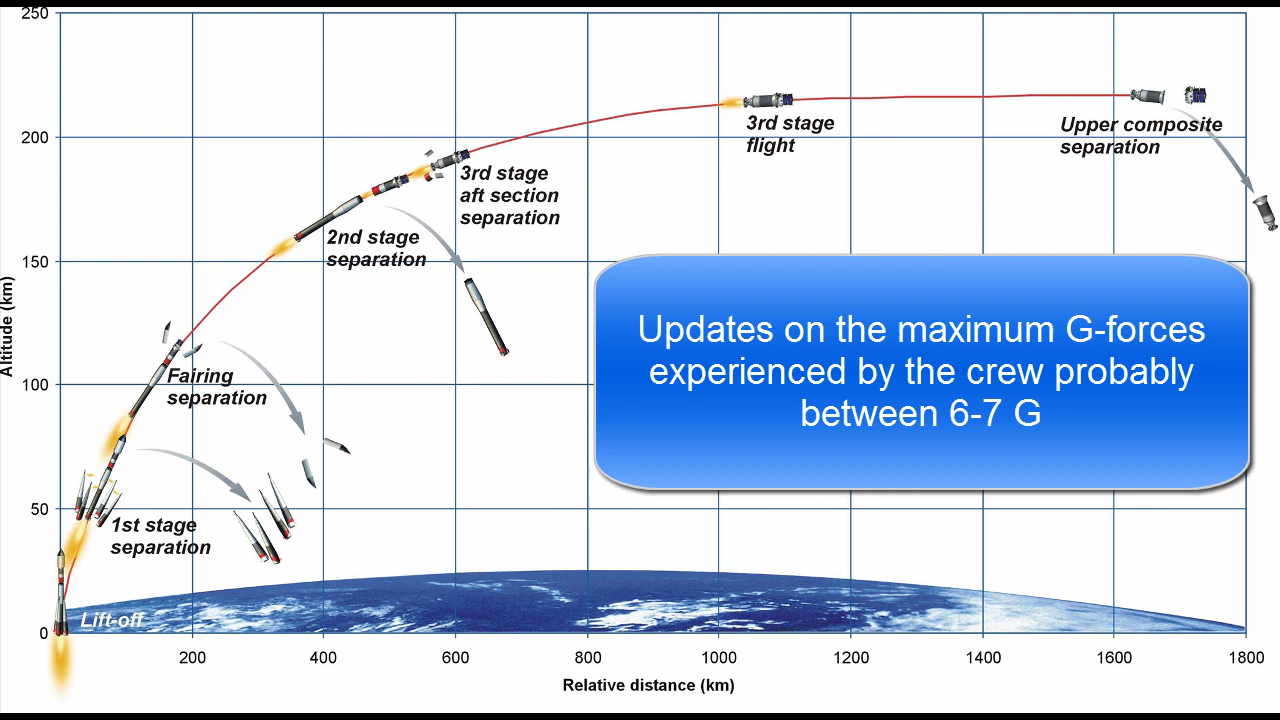 250
200
150
100
50
0
Altitude (km)
3rd stage
flight
Upper composite
separation
3rd stage
aft section
separation
2nd stage
separation
Fairing
separation
1st stage
separation
Lift-off
Updates on the maximum G-forces
experienced by the crew probably
between 6-7 G
200 400 600 800 1000 1200 1400 1600 1800
Relative distance (km)